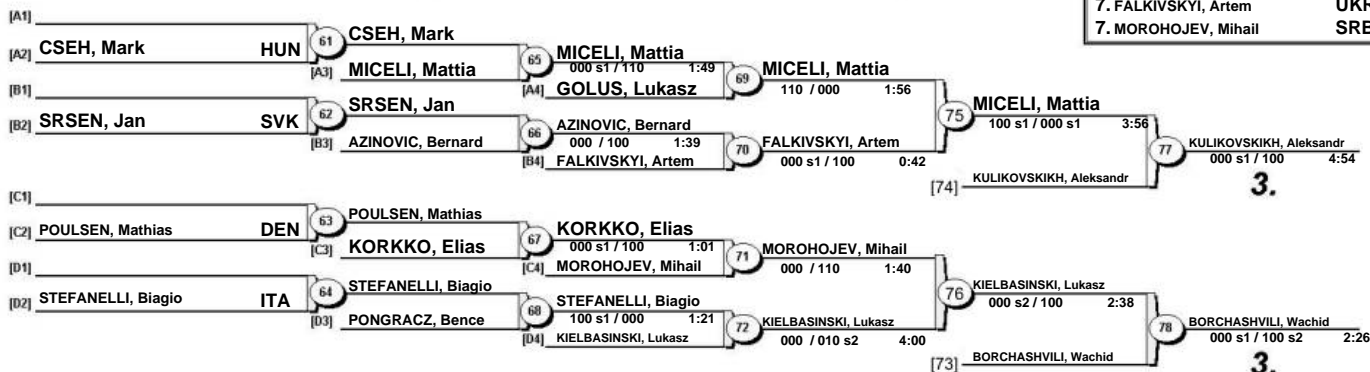 7. FALKIVSKYI, Artem UKR
7. MOROHOJEV, Mihail SRB
[A1]
[A2] CSEH, Mark HUN
61
CSEH, Mark
[A3] MICELI, Mattia
65
MICELI, Mattia
000 s1 / 110 1:49
[A4] GOLUS, Lukasz
69
MICELI, Mattia
110 / 000 1:56
[B1]
[B2] SRSEN, Jan SVK
62
SRSEN, Jan
[B3] AZINOVIC, Bernard
66
AZINOVIC, Bernard
000 / 100 1:39
[B4] FALKIVSKYI, Artem
70
FALKIVSKYI, Artem
000 s1 / 100 0:42
75
MICELI, Mattia
100 s1 / 000 s1 3:56
[74] KULIKOVSKIKH, Aleksandr
77
KULIKOVSKIKH, Aleksandr
000 s1 / 100 4:54
3.
[C1]
[C2] POULSEN, Mathias DEN
63
POULSEN, Mathias
[C3] KORKKO, Elias
67
KORKKO, Elias
000 s1 / 100 1:01
[C4] MOROHOJEV, Mihail
71
MOROHOJEV, Mihail
000 / 110 1:40
[D1]
[D2] STEFANELLI, Biagio ITA
64
STEFANELLI, Biagio
[D3] PONGRACZ, Bence
68
STEFANELLI, Biagio
100 s1 / 000 1:21
[D4] KIELBASINSKI, Lukasz
72
KIELBASINSKI, Lukasz
000 / 010 s2 4:00
76
KIELBASINSKI, Lukasz
000 s2 / 100 2:38
[73] BORCHASHVILI, Wachid
78
BORCHASHVILI, Wachid
000 s1 / 100 s2 2:26
3.